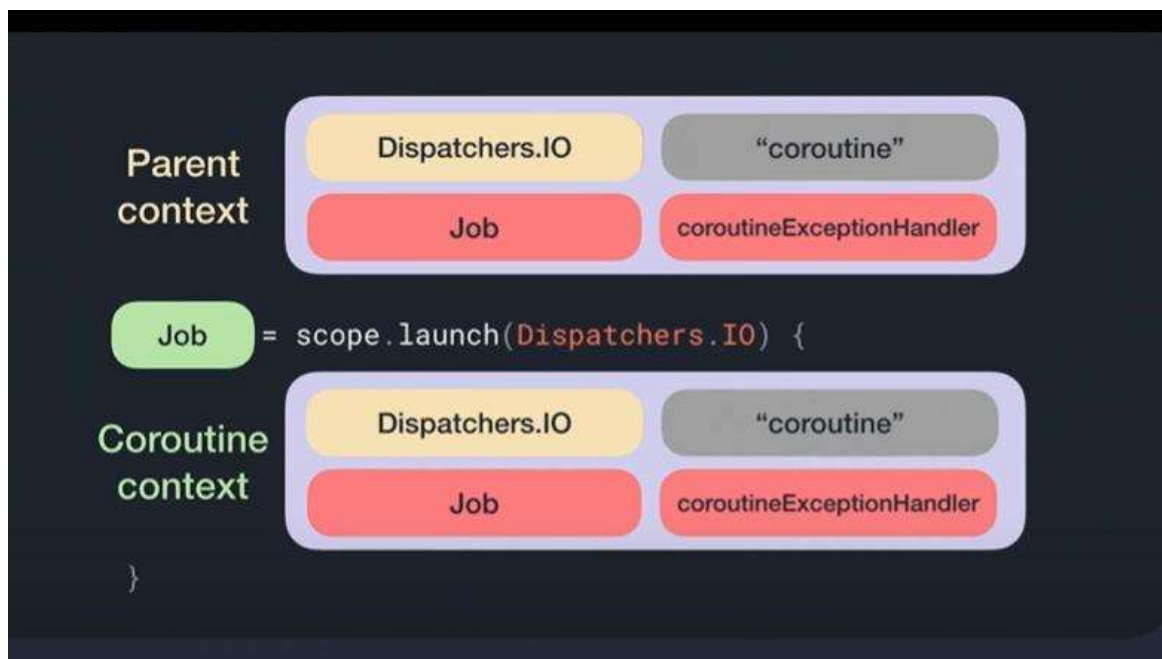 Parent
context
Dispatchers.IO
“coroutine”
Job
coroutineExceptionHandler
Job = scope.launch(Dispatchers.IO) {
Coroutine
context
Dispatchers.IO
“coroutine”
Job
coroutineExceptionHandler
}